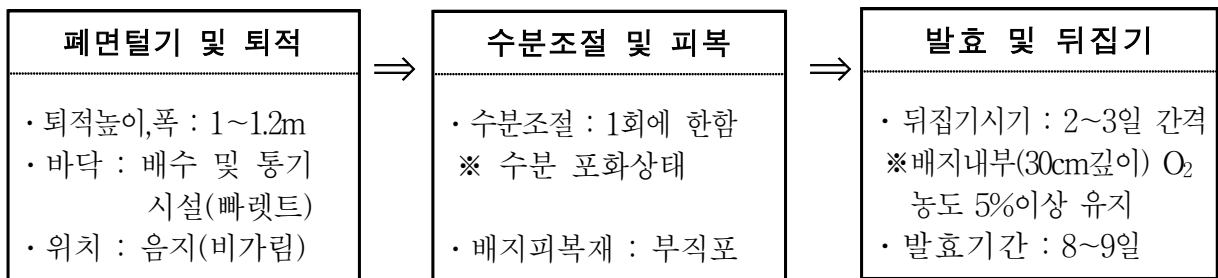 폐면털기 및 퇴적
· 퇴적높이,폭 : 1~1.2m
· 바닥 : 배수 및 통기
시설(빠렛트)
· 위치 : 음지(비가림)
⇒
수분조절 및 피복
· 수분조절 : 1회에 한함
※ 수분 포화상태
· 배지피복재 : 부직포
⇒
발효 및 뒤집기
· 뒤집기시기 : 2~3일 간격
※배지내부(30cm깊이) O₂
농도 5%이상 유지
· 발효기간 : 8~9일